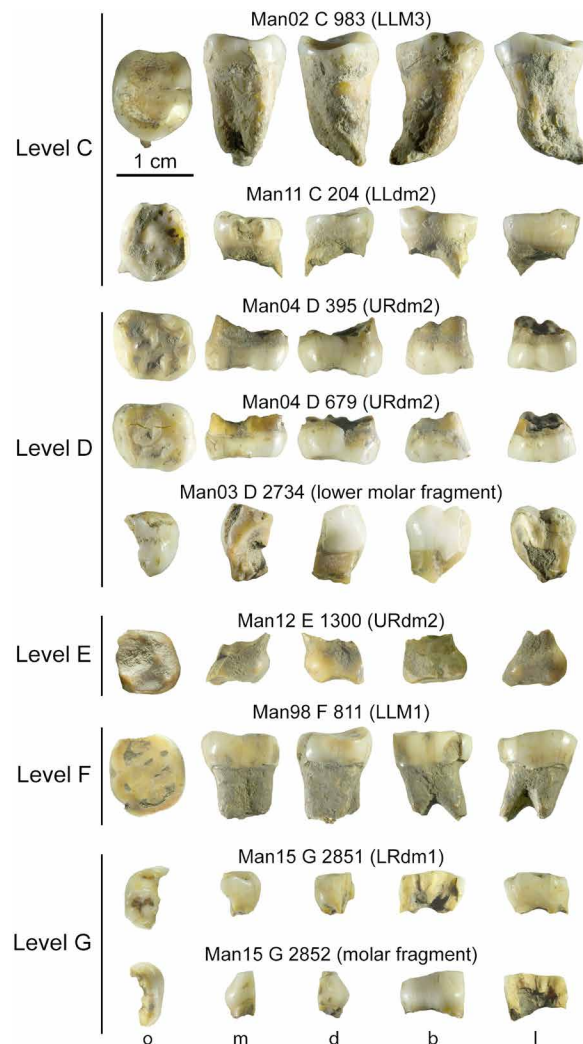 Man02 C 983 (LLM3)
Level C
1 cm
Man11 C 204 (LLdm2)
Man04 D 395 (URdm2)
Man04 D 679 (URdm2)
Level D
Man03 D 2734 (lower molar fragment)
Man12 E 1300 (URdm2)
Level E
Man98 F 811 (LLM1)
Level F
Man15 G 2851 (LRdm1)
Level G
Man15 G 2852 (molar fragment)
o m d b l